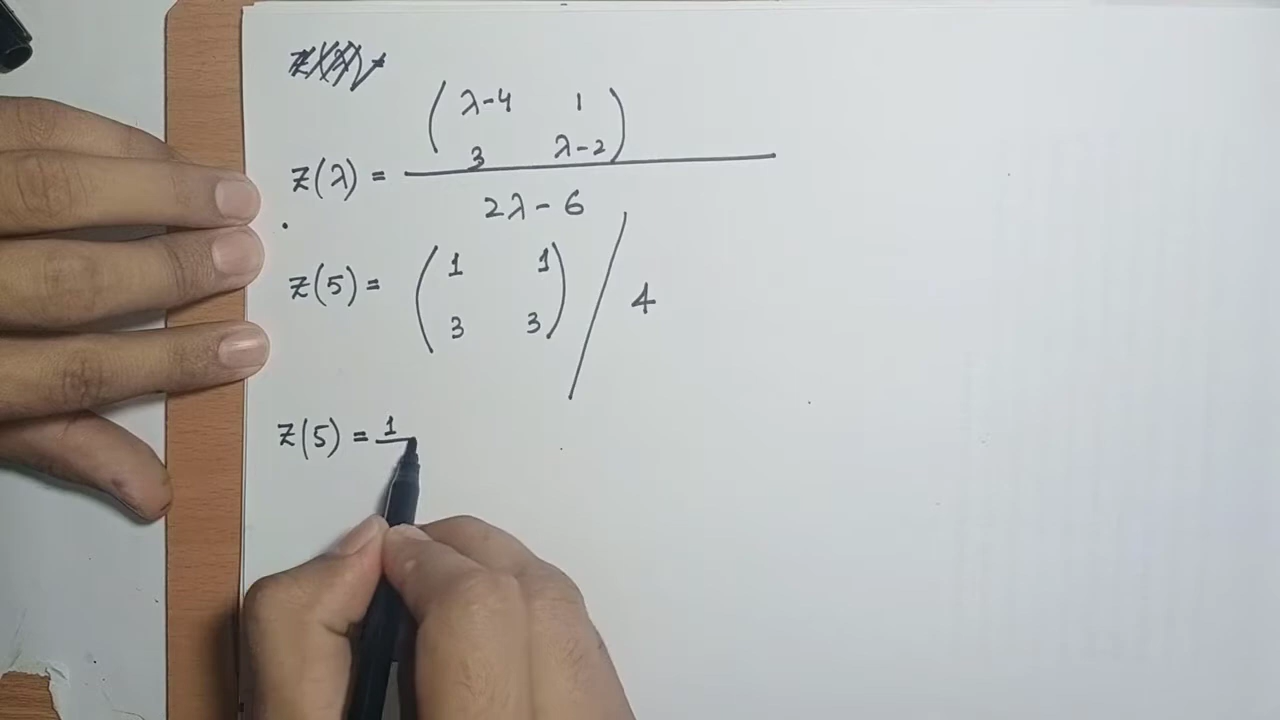 λ-4 1
3 λ-2
Z(λ) =
2λ - 6
Z(5) = ( 1 1
3 3 ) / 4
Z(5) = 1